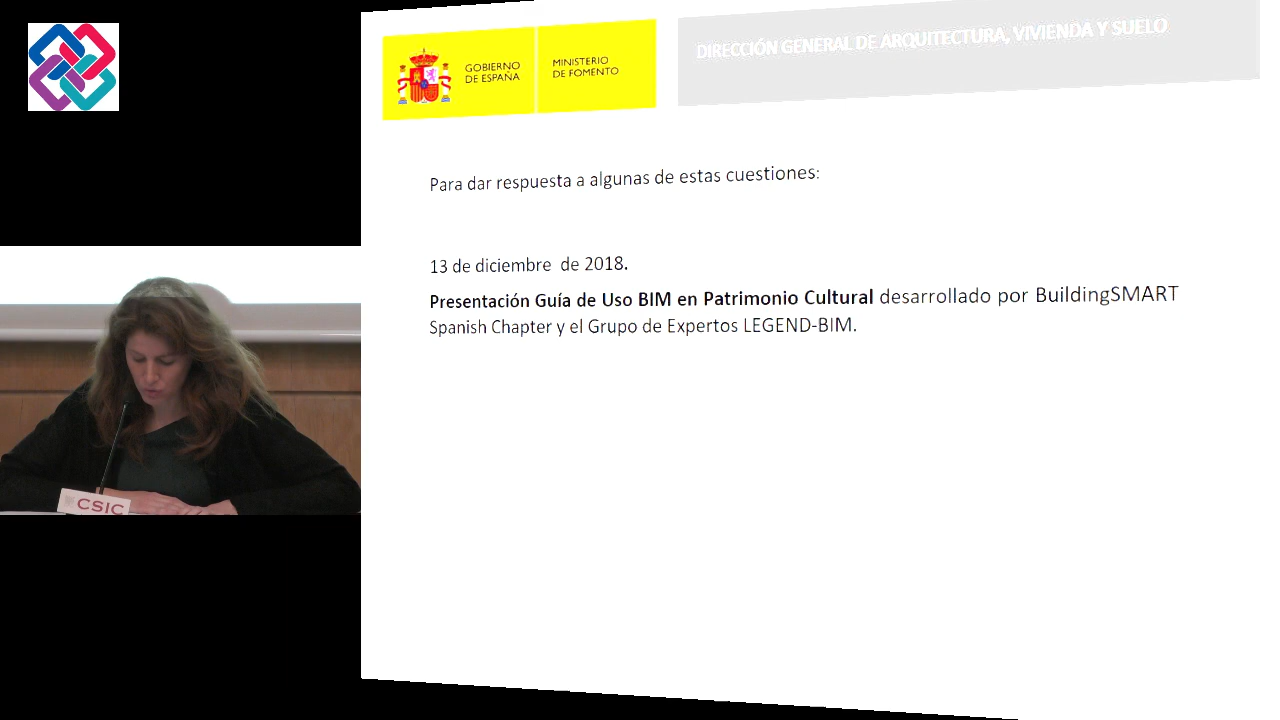 GOBIERNO
DE ESPAÑA
MINISTERIO
DE FOMENTO
DIRECCIÓN GENERAL DE ARQUITECTURA, VIVIENDA Y SUELO
Para dar respuesta a algunas de estas cuestiones:
13 de diciembre de 2018.
Presentación Guía de Uso BIM en Patrimonio Cultural desarrollado por BuildingSMART
Spanish Chapter y el Grupo de Expertos LEGEND-BIM.
CSIC